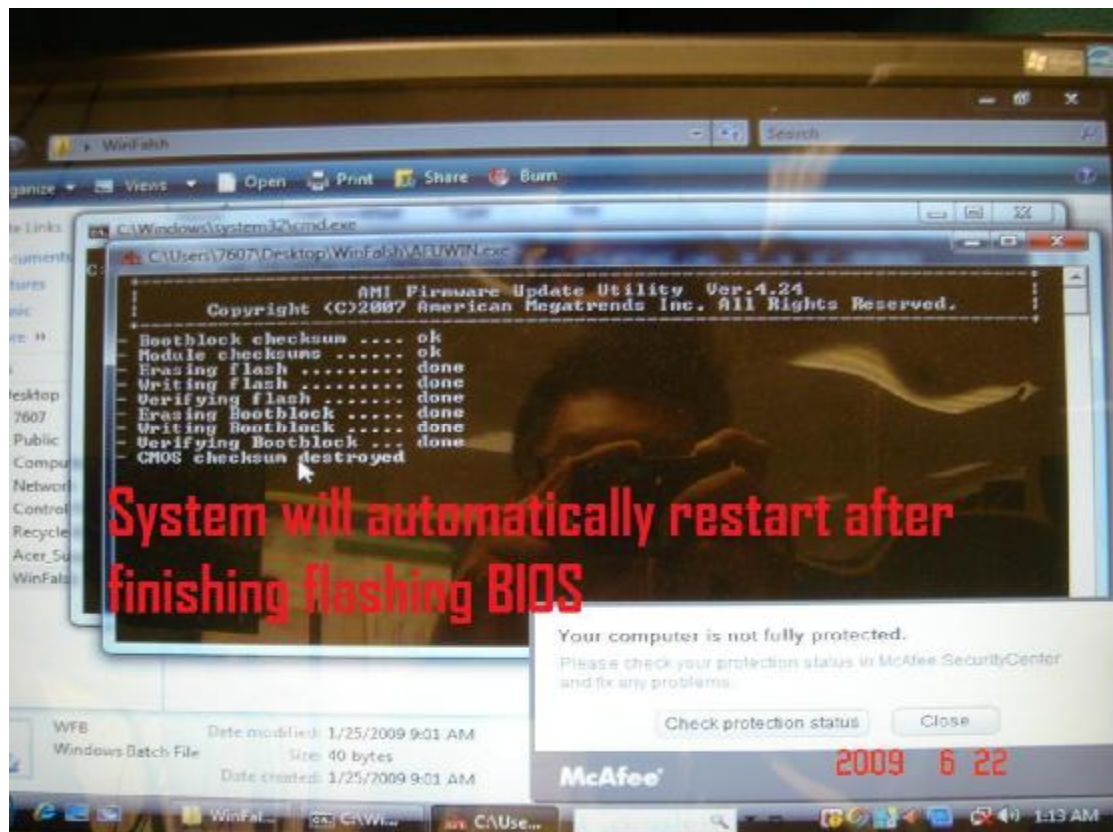 WinFalsh
Search
Views
Open
Print
Share
Burn
C:\Windows\system32\cmd.exe
C:\Users\7607\Desktop\WinFalsh\AFUWIN.exe
AMI Firmware Update Utility Ver.4.24
Copyright (C)2007 American Megatrends Inc. All Rights Reserved.
- Bootblock checksum .... ok
- Module checksums ...... ok
- Erasing flash ......... done
- Writing flash ......... done
- Verifying flash ....... done
- Erasing Bootblock ..... done
- Writing Bootblock ..... done
- Verifying Bootblock ... done
- CMOS checksum destroyed
7607
Public
System will automatically restart after
finishing flashing BIOS
Your computer is not fully protected.
Please check your protection status in McAfee SecurityCenter
and fix any problems.
Check protection status
Close
McAfee
WFB
Windows Batch File
Date modified: 1/25/2009 9:01 AM
Size: 40 bytes
Date created: 1/25/2009 9:01 AM
2009 6 22
WinFal...
C:\Wi...
C:\Use...
1:13 AM